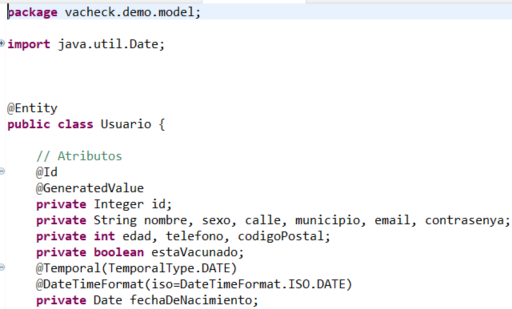 package vacheck.demo.model;
import java.util.Date;
@Entity
public class Usuario {
// Atributos
@Id
@GeneratedValue
private Integer id;
private String nombre, sexo, calle, municipio, email, contrasenya;
private int edad, telefono, codigoPostal;
private boolean estaVacunado;
@Temporal(TemporalType.DATE)
@DateTimeFormat(iso=DateTimeFormat.ISO.DATE)
private Date fechaDeNacimiento;